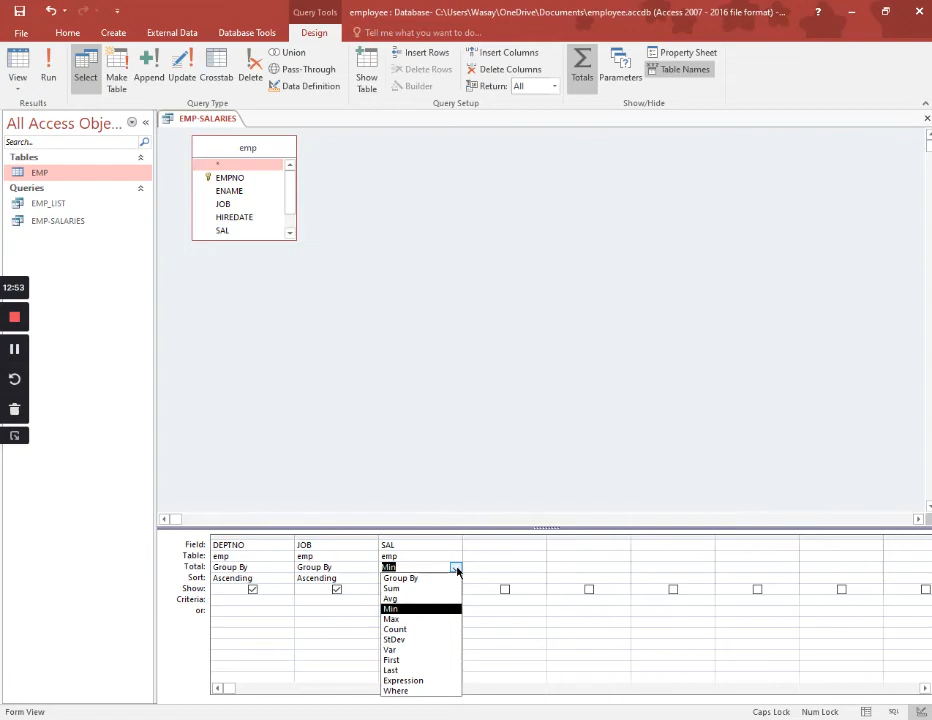 Query Tools
employee : Database- C:\Users\Wasay\OneDrive\Documents\employee.accdb (Access 2007 - 2016 file format) -...
?
File Home Create External Data Database Tools Design Tell me what you want to do...
View Run Select Make Table Append Update Crosstab Delete
Union
Pass-Through
Data Definition
Show Table
Insert Rows
Delete Rows
Builder
Insert Columns
Delete Columns
Return: All
Totals Parameters
Property Sheet
Table Names
Results Query Type Query Setup Show/Hide
All Access Obje...
Search..
Tables
EMP
Queries
EMP_LIST
EMP-SALARIES
12:53
EMP-SALARIES
emp
*
EMPNO
ENAME
JOB
HIREDATE
SAL
Field: DEPTNO JOB SAL
Table: emp emp emp
Total: Group By Group By Min
Sort: Ascending Ascending
Show:
Criteria:
or:
Group By
Sum
Avg
Min
Max
Count
StDev
Var
First
Last
Expression
Where
Form View
Caps Lock Num Lock SQL